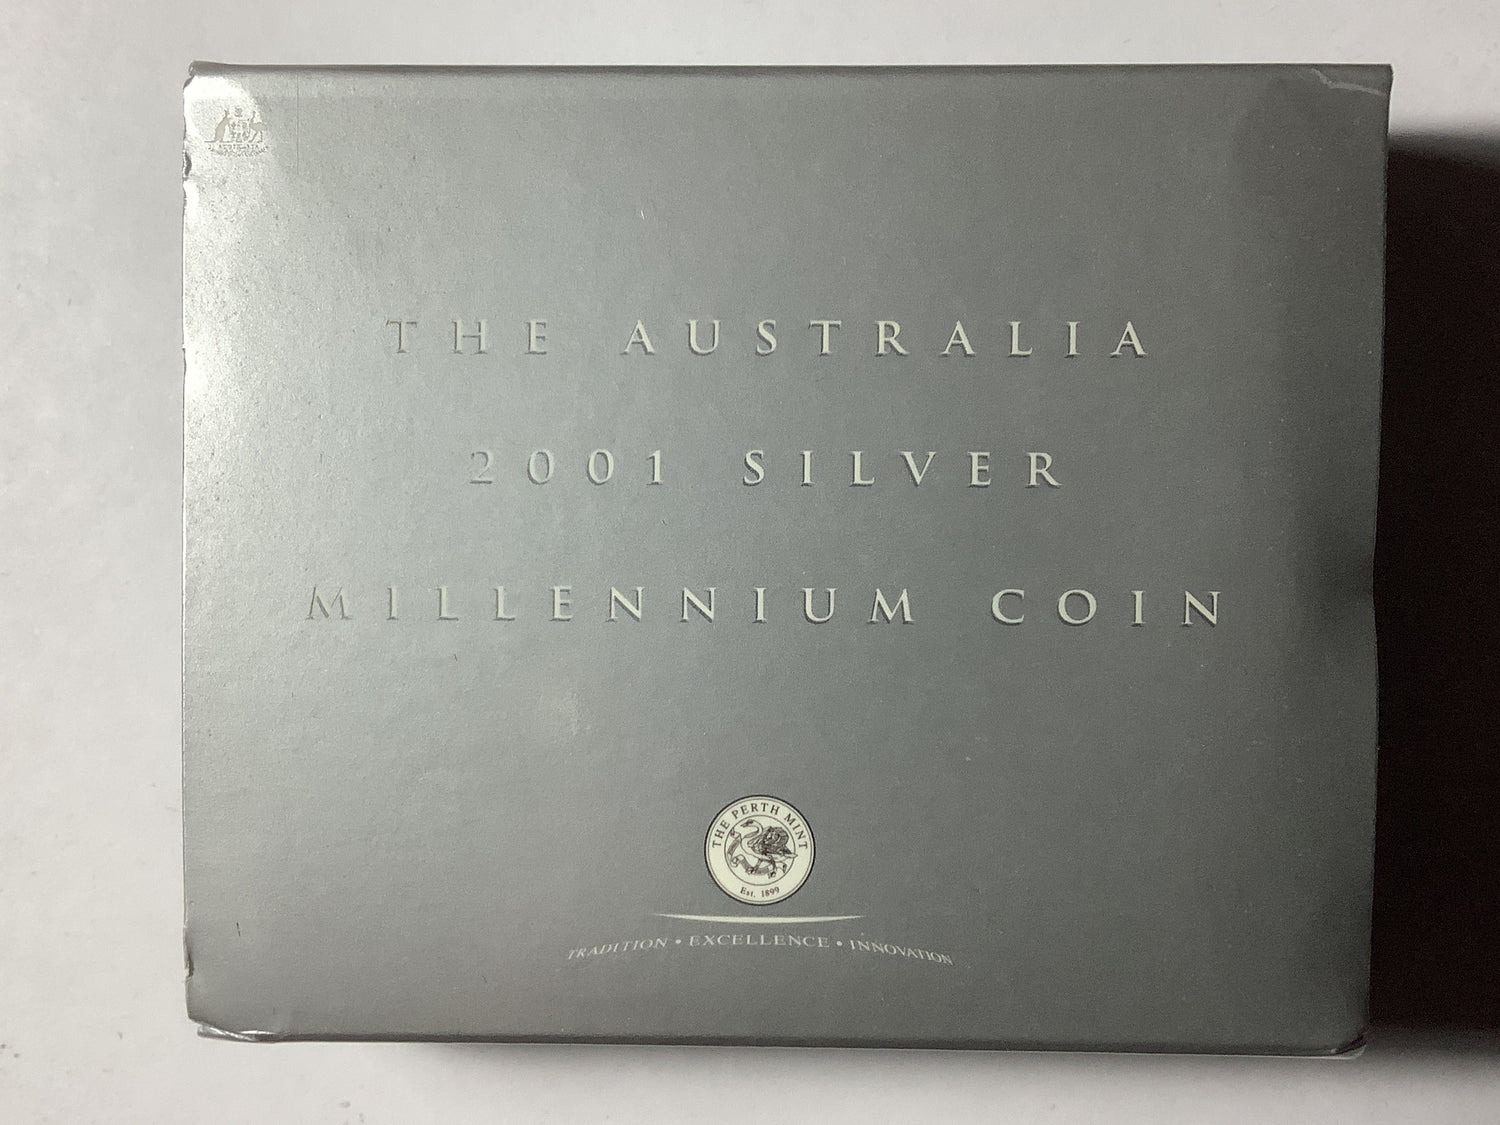 THE AUSTRALIA
2001 SILVER
MILLENNIUM COIN
THE PERTH MINT
Est. 1899
TRADITION • EXCELLENCE • INNOVATION